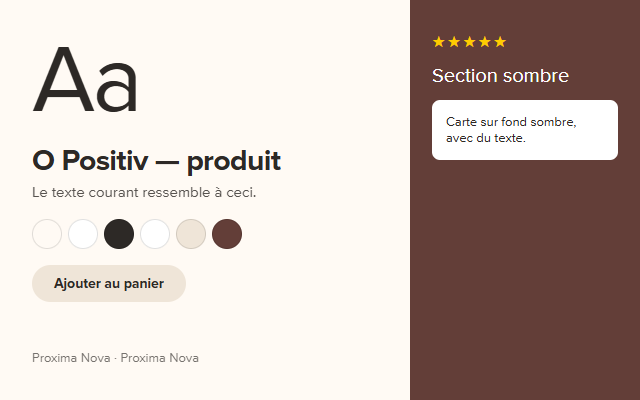 Aa
O Positiv — produit
Le texte courant ressemble à ceci.
Ajouter au panier
Proxima Nova · Proxima Nova
Section sombre
Carte sur fond sombre,
avec du texte.